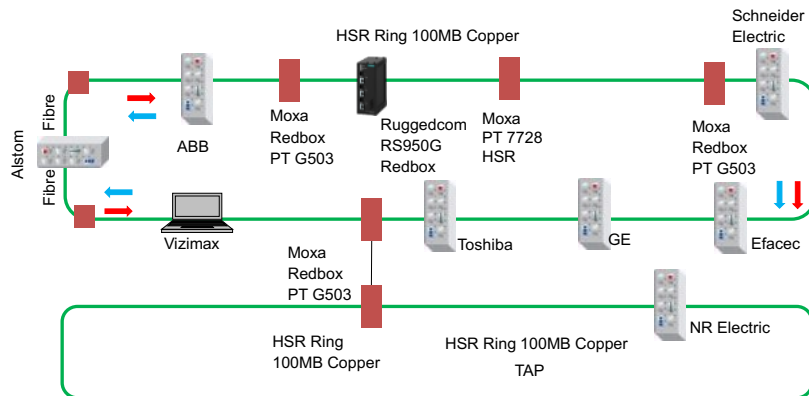 HSR Ring 100MB Copper
Schneider
Electric
Fibre
Alstom
Fibre
ABB
Moxa
Redbox
PT G503
Ruggedcom
RS950G
Redbox
Moxa
PT 7728
HSR
Moxa
Redbox
PT G503
Vizimax
Toshiba
GE
Efacec
Moxa
Redbox
PT G503
NR Electric
HSR Ring
100MB Copper
HSR Ring 100MB Copper
TAP